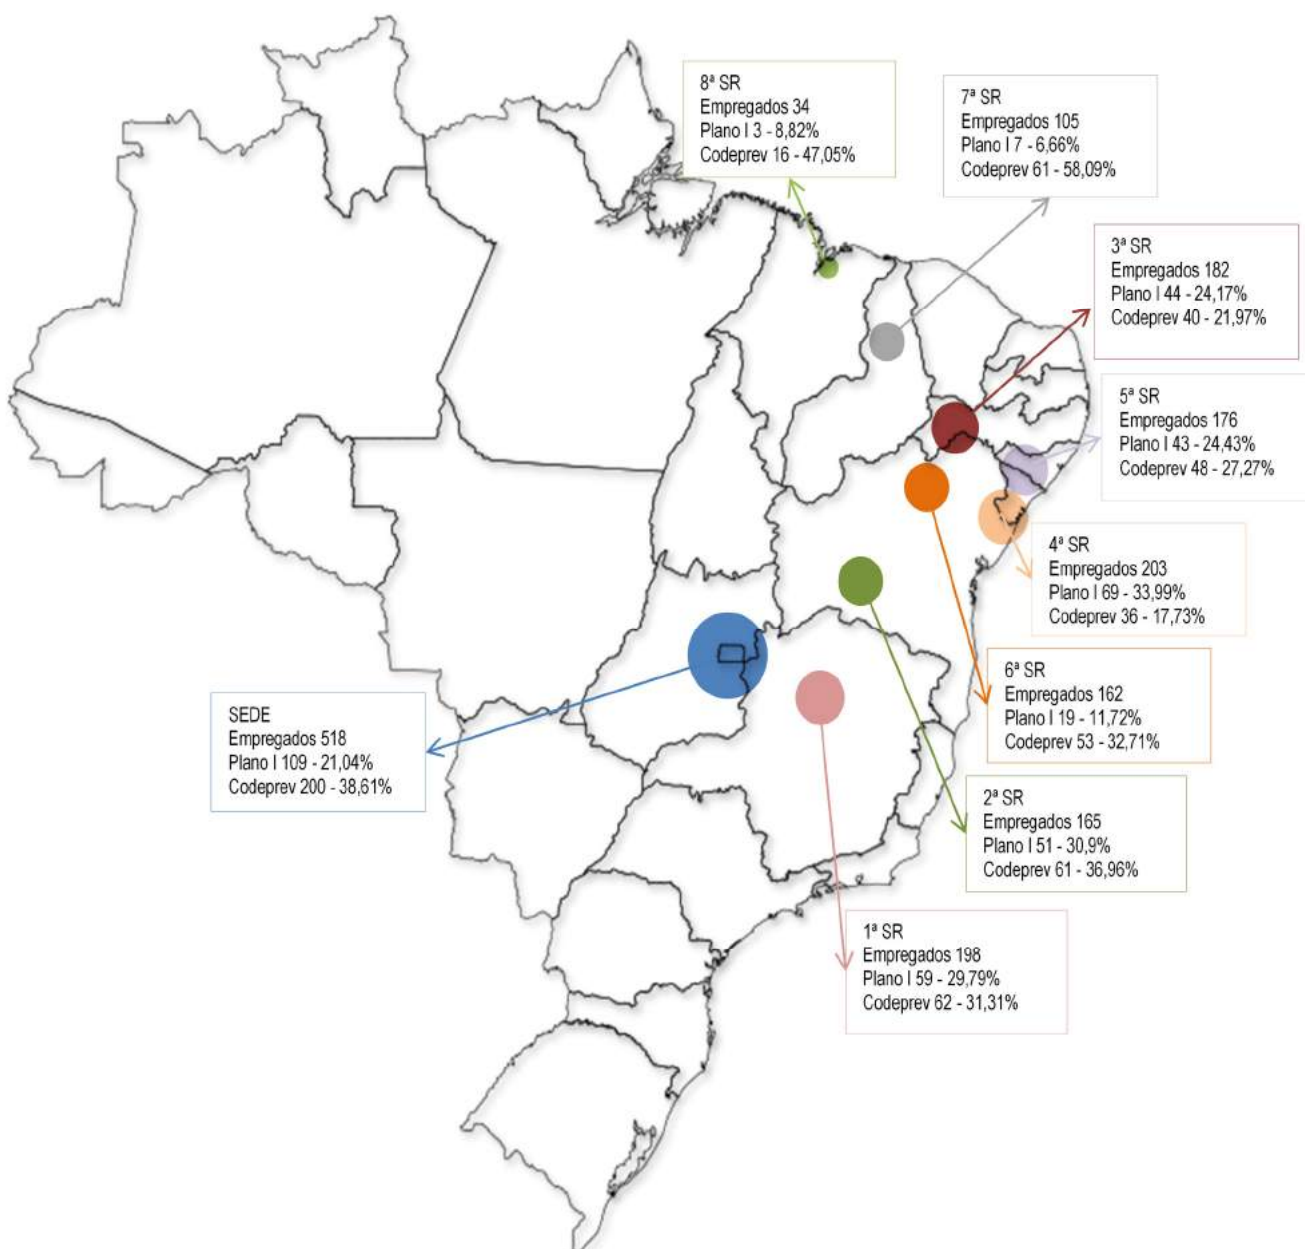 8ª SR
Empregados 34
Plano I 3 - 8,82%
Codeprev 16 - 47,05%
7ª SR
Empregados 105
Plano I 7 - 6,66%
Codeprev 61 - 58,09%
3ª SR
Empregados 182
Plano I 44 - 24,17%
Codeprev 40 - 21,97%
5ª SR
Empregados 176
Plano I 43 - 24,43%
Codeprev 48 - 27,27%
4ª SR
Empregados 203
Plano I 69 - 33,99%
Codeprev 36 - 17,73%
6ª SR
Empregados 162
Plano I 19 - 11,72%
Codeprev 53 - 32,71%
SEDE
Empregados 518
Plano I 109 - 21,04%
Codeprev 200 - 38,61%
2ª SR
Empregados 165
Plano I 51 - 30,9%
Codeprev 61 - 36,96%
1ª SR
Empregados 198
Plano I 59 - 29,79%
Codeprev 62 - 31,31%